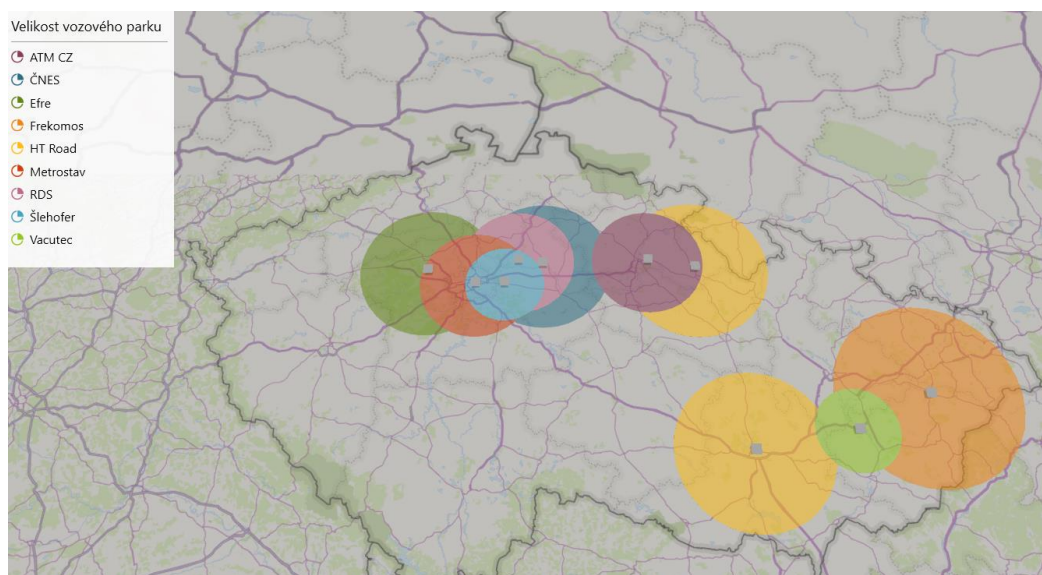 Velikost vozového parku
ATM CZ
ČNES
Efre
Frekomos
HT Road
Metrostav
RDS
Šlehofer
Vacutec